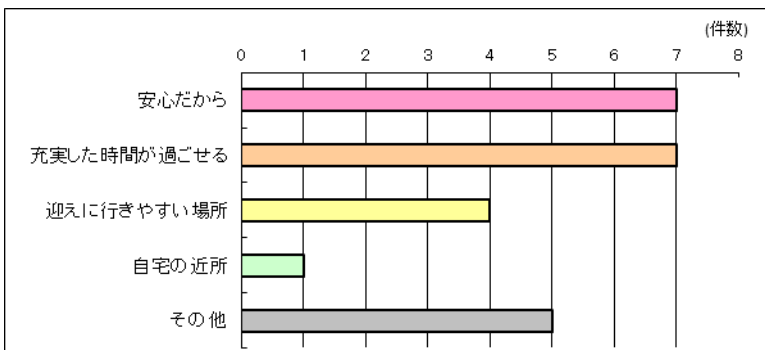 (件数)
0 1 2 3 4 5 6 7 8
安心だから
充実した時間が過ごせる
迎えに行きやすい場所
自宅の近所
その他